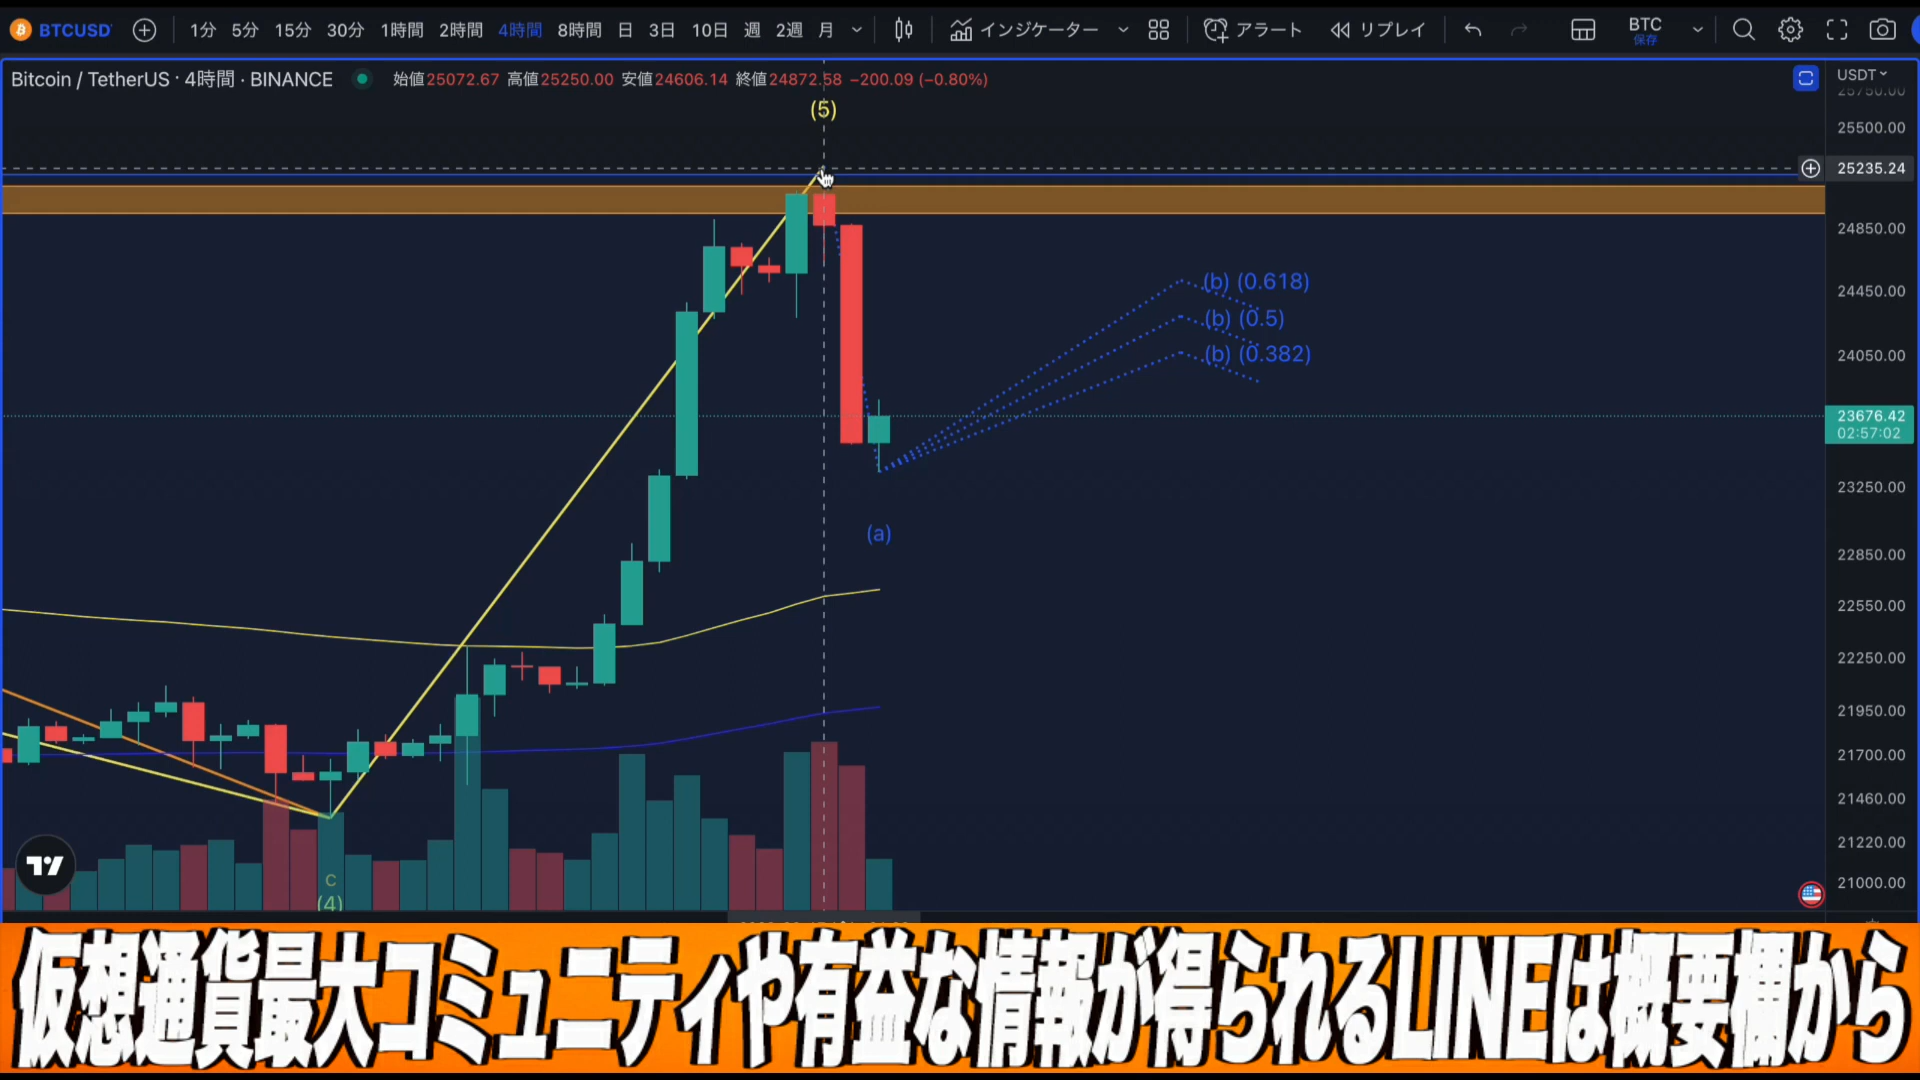 BTCUSD 1分 5分 15分 30分 1時間 2時間 4時間 8時間 日 3日 10日 週 2週 月 インジケーター アラート リプレイ BTC
保存
Bitcoin / TetherUS · 4時間 · BINANCE 始値25072.67 高値25250.00 安値24606.14 終値24872.58 −200.09 (−0.80%) USDT
25750.00
(5)
25500.00
25235.24
24850.00
(b) (0.618)
24450.00
(b) (0.5)
(b) (0.382)
24050.00
23676.42
02:57:02
23250.00
(a)
22850.00
22550.00
22250.00
21950.00
21700.00
21460.00
21220.00
C
21000.00
(4)
仮想通貨最大コミュニティや有益な情報が得られるLINEは概要欄から